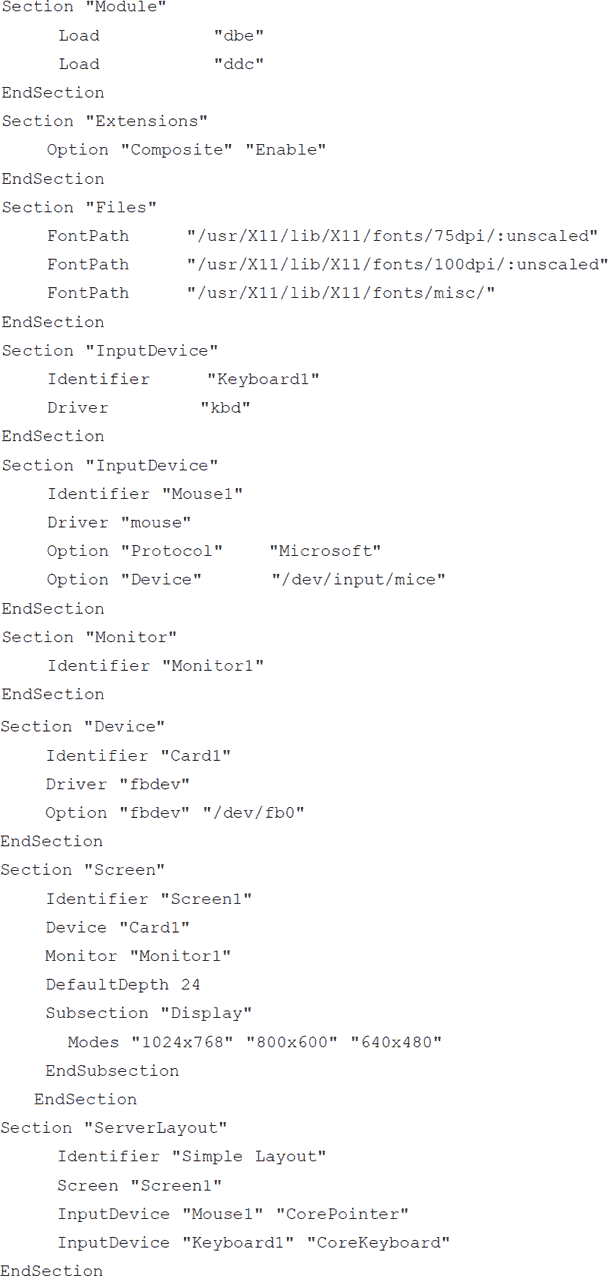 Section "Module"
Load "dbe"
Load "ddc"
EndSection
Section "Extensions"
Option "Composite" "Enable"
EndSection
Section "Files"
FontPath "/usr/X11/lib/X11/fonts/75dpi/:unscaled"
FontPath "/usr/X11/lib/X11/fonts/100dpi/:unscaled"
FontPath "/usr/X11/lib/X11/fonts/misc/"
EndSection
Section "InputDevice"
Identifier "Keyboard1"
Driver "kbd"
EndSection
Section "InputDevice"
Identifier "Mouse1"
Driver "mouse"
Option "Protocol" "Microsoft"
Option "Device" "/dev/input/mice"
EndSection
Section "Monitor"
Identifier "Monitor1"
EndSection
Section "Device"
Identifier "Card1"
Driver "fbdev"
Option "fbdev" "/dev/fb0"
EndSection
Section "Screen"
Identifier "Screen1"
Device "Card1"
Monitor "Monitor1"
DefaultDepth 24
Subsection "Display"
Modes "1024x768" "800x600" "640x480"
EndSubsection
EndSection
Section "ServerLayout"
Identifier "Simple Layout"
Screen "Screen1"
InputDevice "Mouse1" "CorePointer"
InputDevice "Keyboard1" "CoreKeyboard"
EndSection